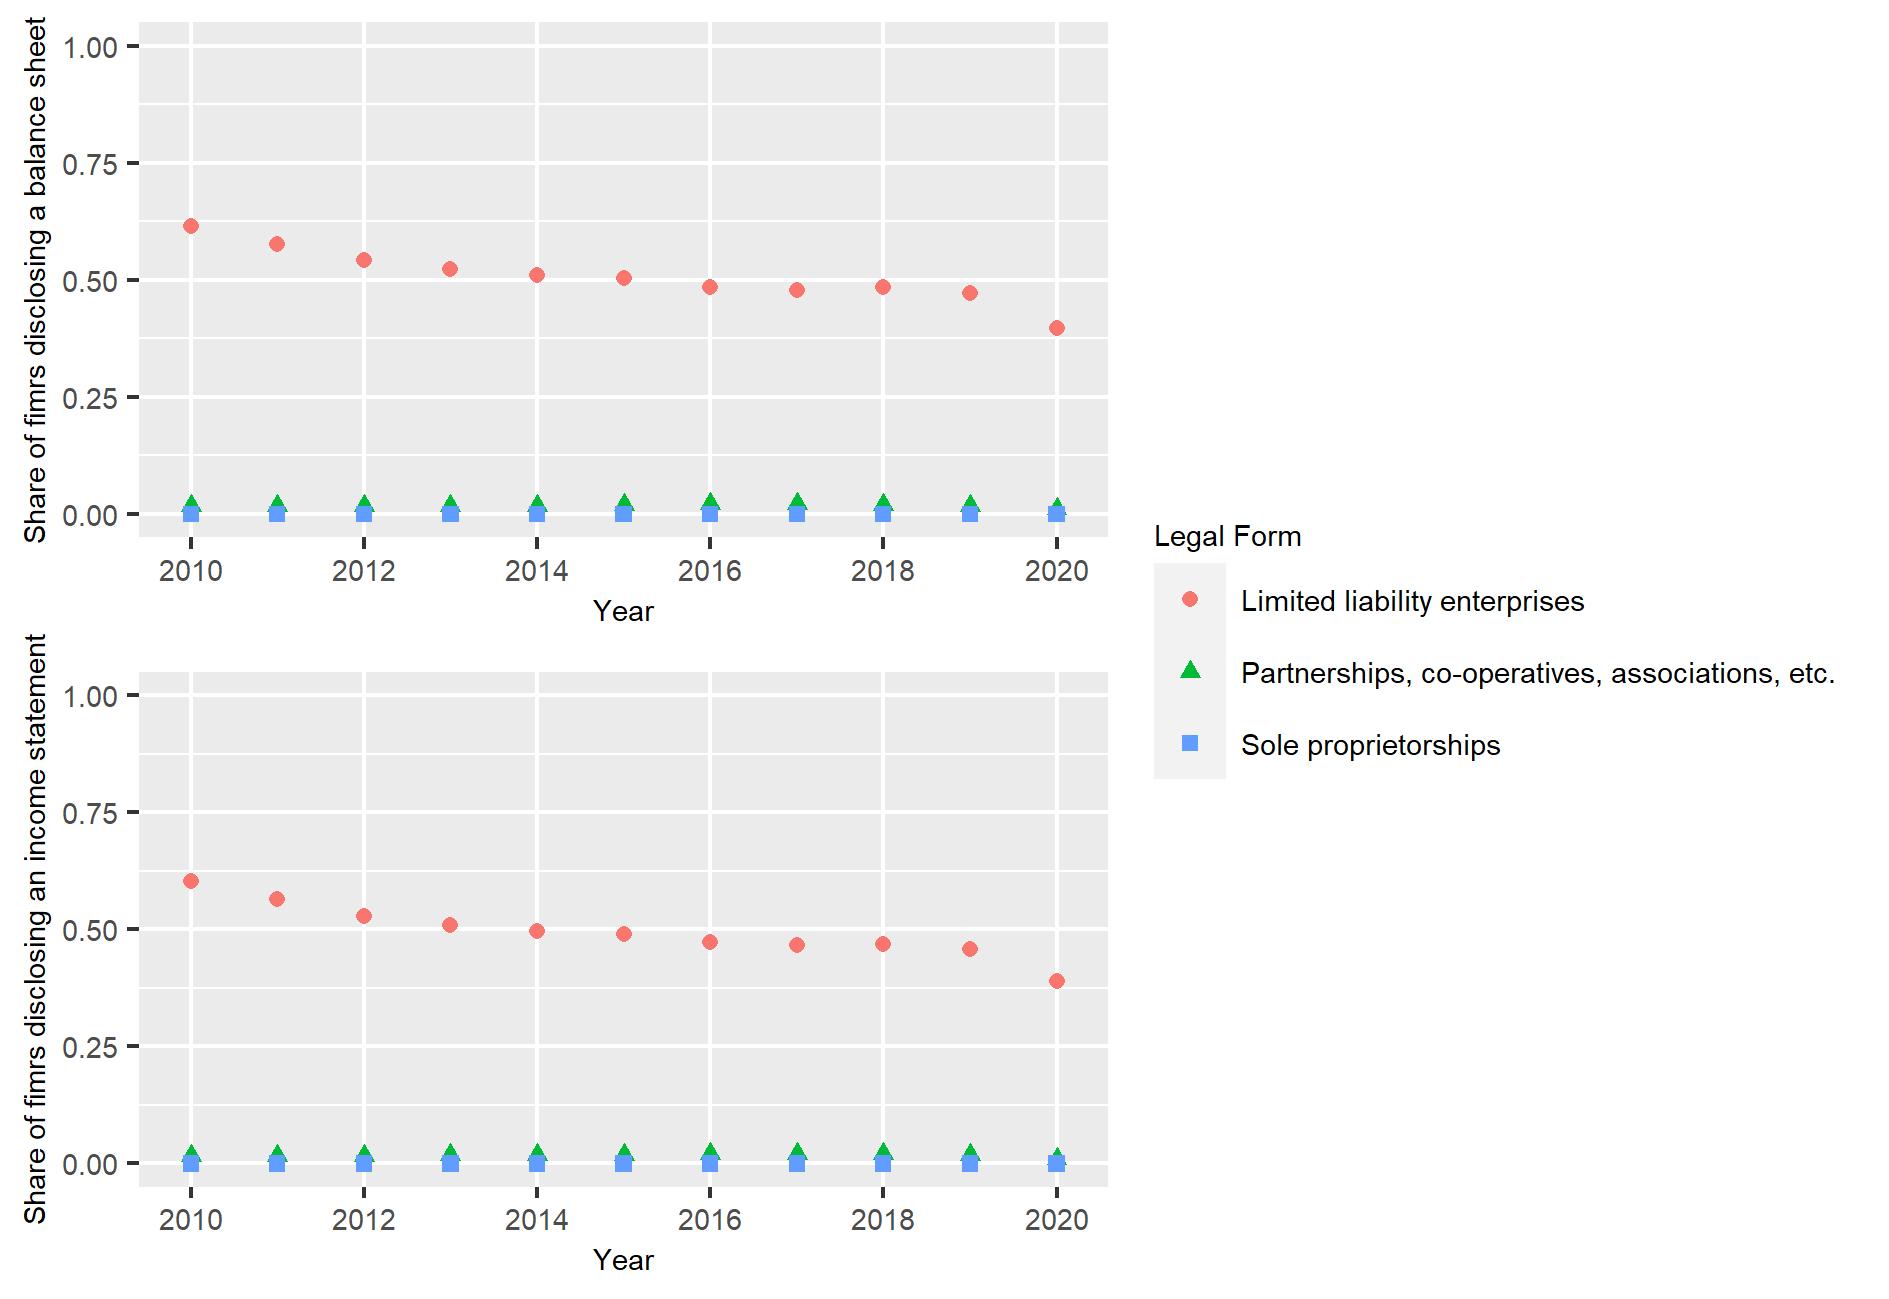 Share of fimrs disclosing a balance sheet
1.00
0.75
0.50
0.25
0.00
2010 2012 2014 2016 2018 2020
Year
Share of fimrs disclosing an income statement
1.00
0.75
0.50
0.25
0.00
2010 2012 2014 2016 2018 2020
Year
Legal Form
Limited liability enterprises
Partnerships, co-operatives, associations, etc.
Sole proprietorships